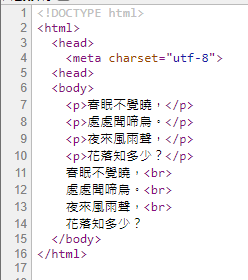 1 <!DOCTYPE html>
2 <html>
3 <head>
4 <meta charset="utf-8">
5 <head>
6 <body>
7 <p>春眠不覺曉，</p>
8 <p>處處聞啼鳥。</p>
9 <p>夜來風雨聲，</p>
10 <p>花落知多少？</p>
11 春眠不覺曉，<br>
12 處處聞啼鳥。<br>
13 夜來風雨聲，<br>
14 花落知多少？
15 </body>
16 </html>